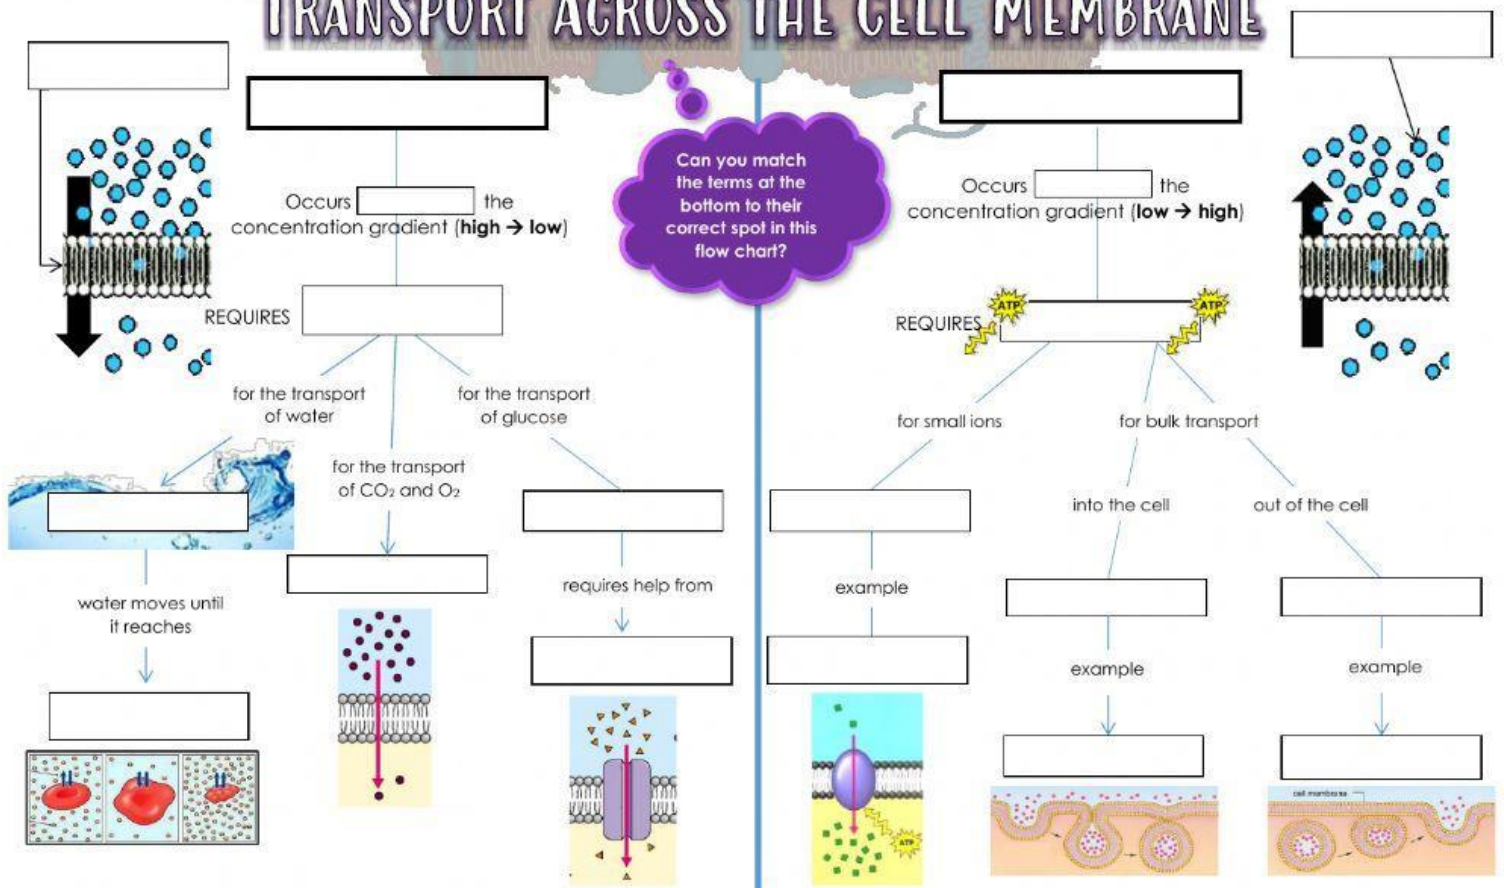 TRANSPORT ACROSS THE CELL MEMBRANE
Can you match
the terms at the
bottom to their
correct spot in this
flow chart?
Occurs the
concentration gradient (high → low)
REQUIRES
for the transport
of water
for the transport
of CO₂ and O₂
for the transport
of glucose
water moves until
it reaches
requires help from
Occurs the
concentration gradient (low → high)
ATP
ATP
REQUIRES
for small ions
for bulk transport
into the cell
out of the cell
example
example
example
ATP
cell membrane